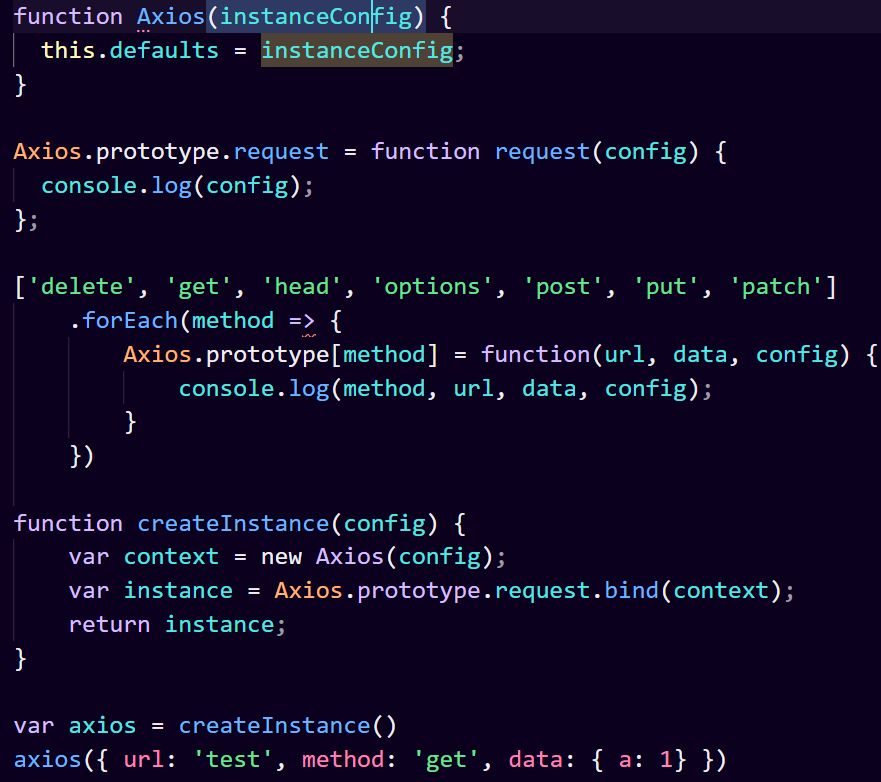 function Axios(instanceConfig) {
  this.defaults = instanceConfig;
}

Axios.prototype.request = function request(config) {
  console.log(config);
};

['delete', 'get', 'head', 'options', 'post', 'put', 'patch']
    .forEach(method => {
        Axios.prototype[method] = function(url, data, config) {
            console.log(method, url, data, config);
        }
    })

function createInstance(config) {
    var context = new Axios(config);
    var instance = Axios.prototype.request.bind(context);
    return instance;
}

var axios = createInstance()
axios({ url: 'test', method: 'get', data: { a: 1} })